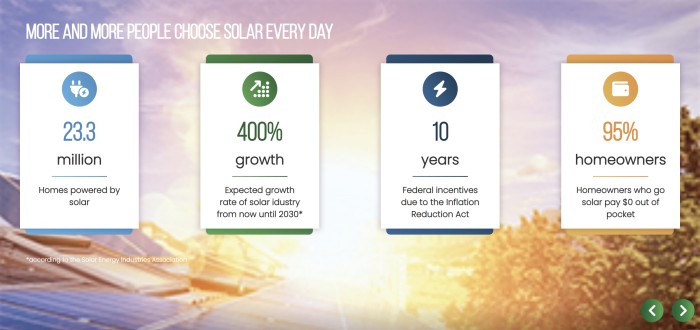 MORE AND MORE PEOPLE CHOOSE SOLAR EVERY DAY
23.3
million
Homes powered by
solar
400%
growth
Expected growth
rate of solar idustry
from now until 2030*
10
years
Federal incentives
due to the Inflation
Reduction Act
95%
homeowners
Homeowners who go
solar pay $0 out of
pocket
*according to the Solar Energy Industries Association